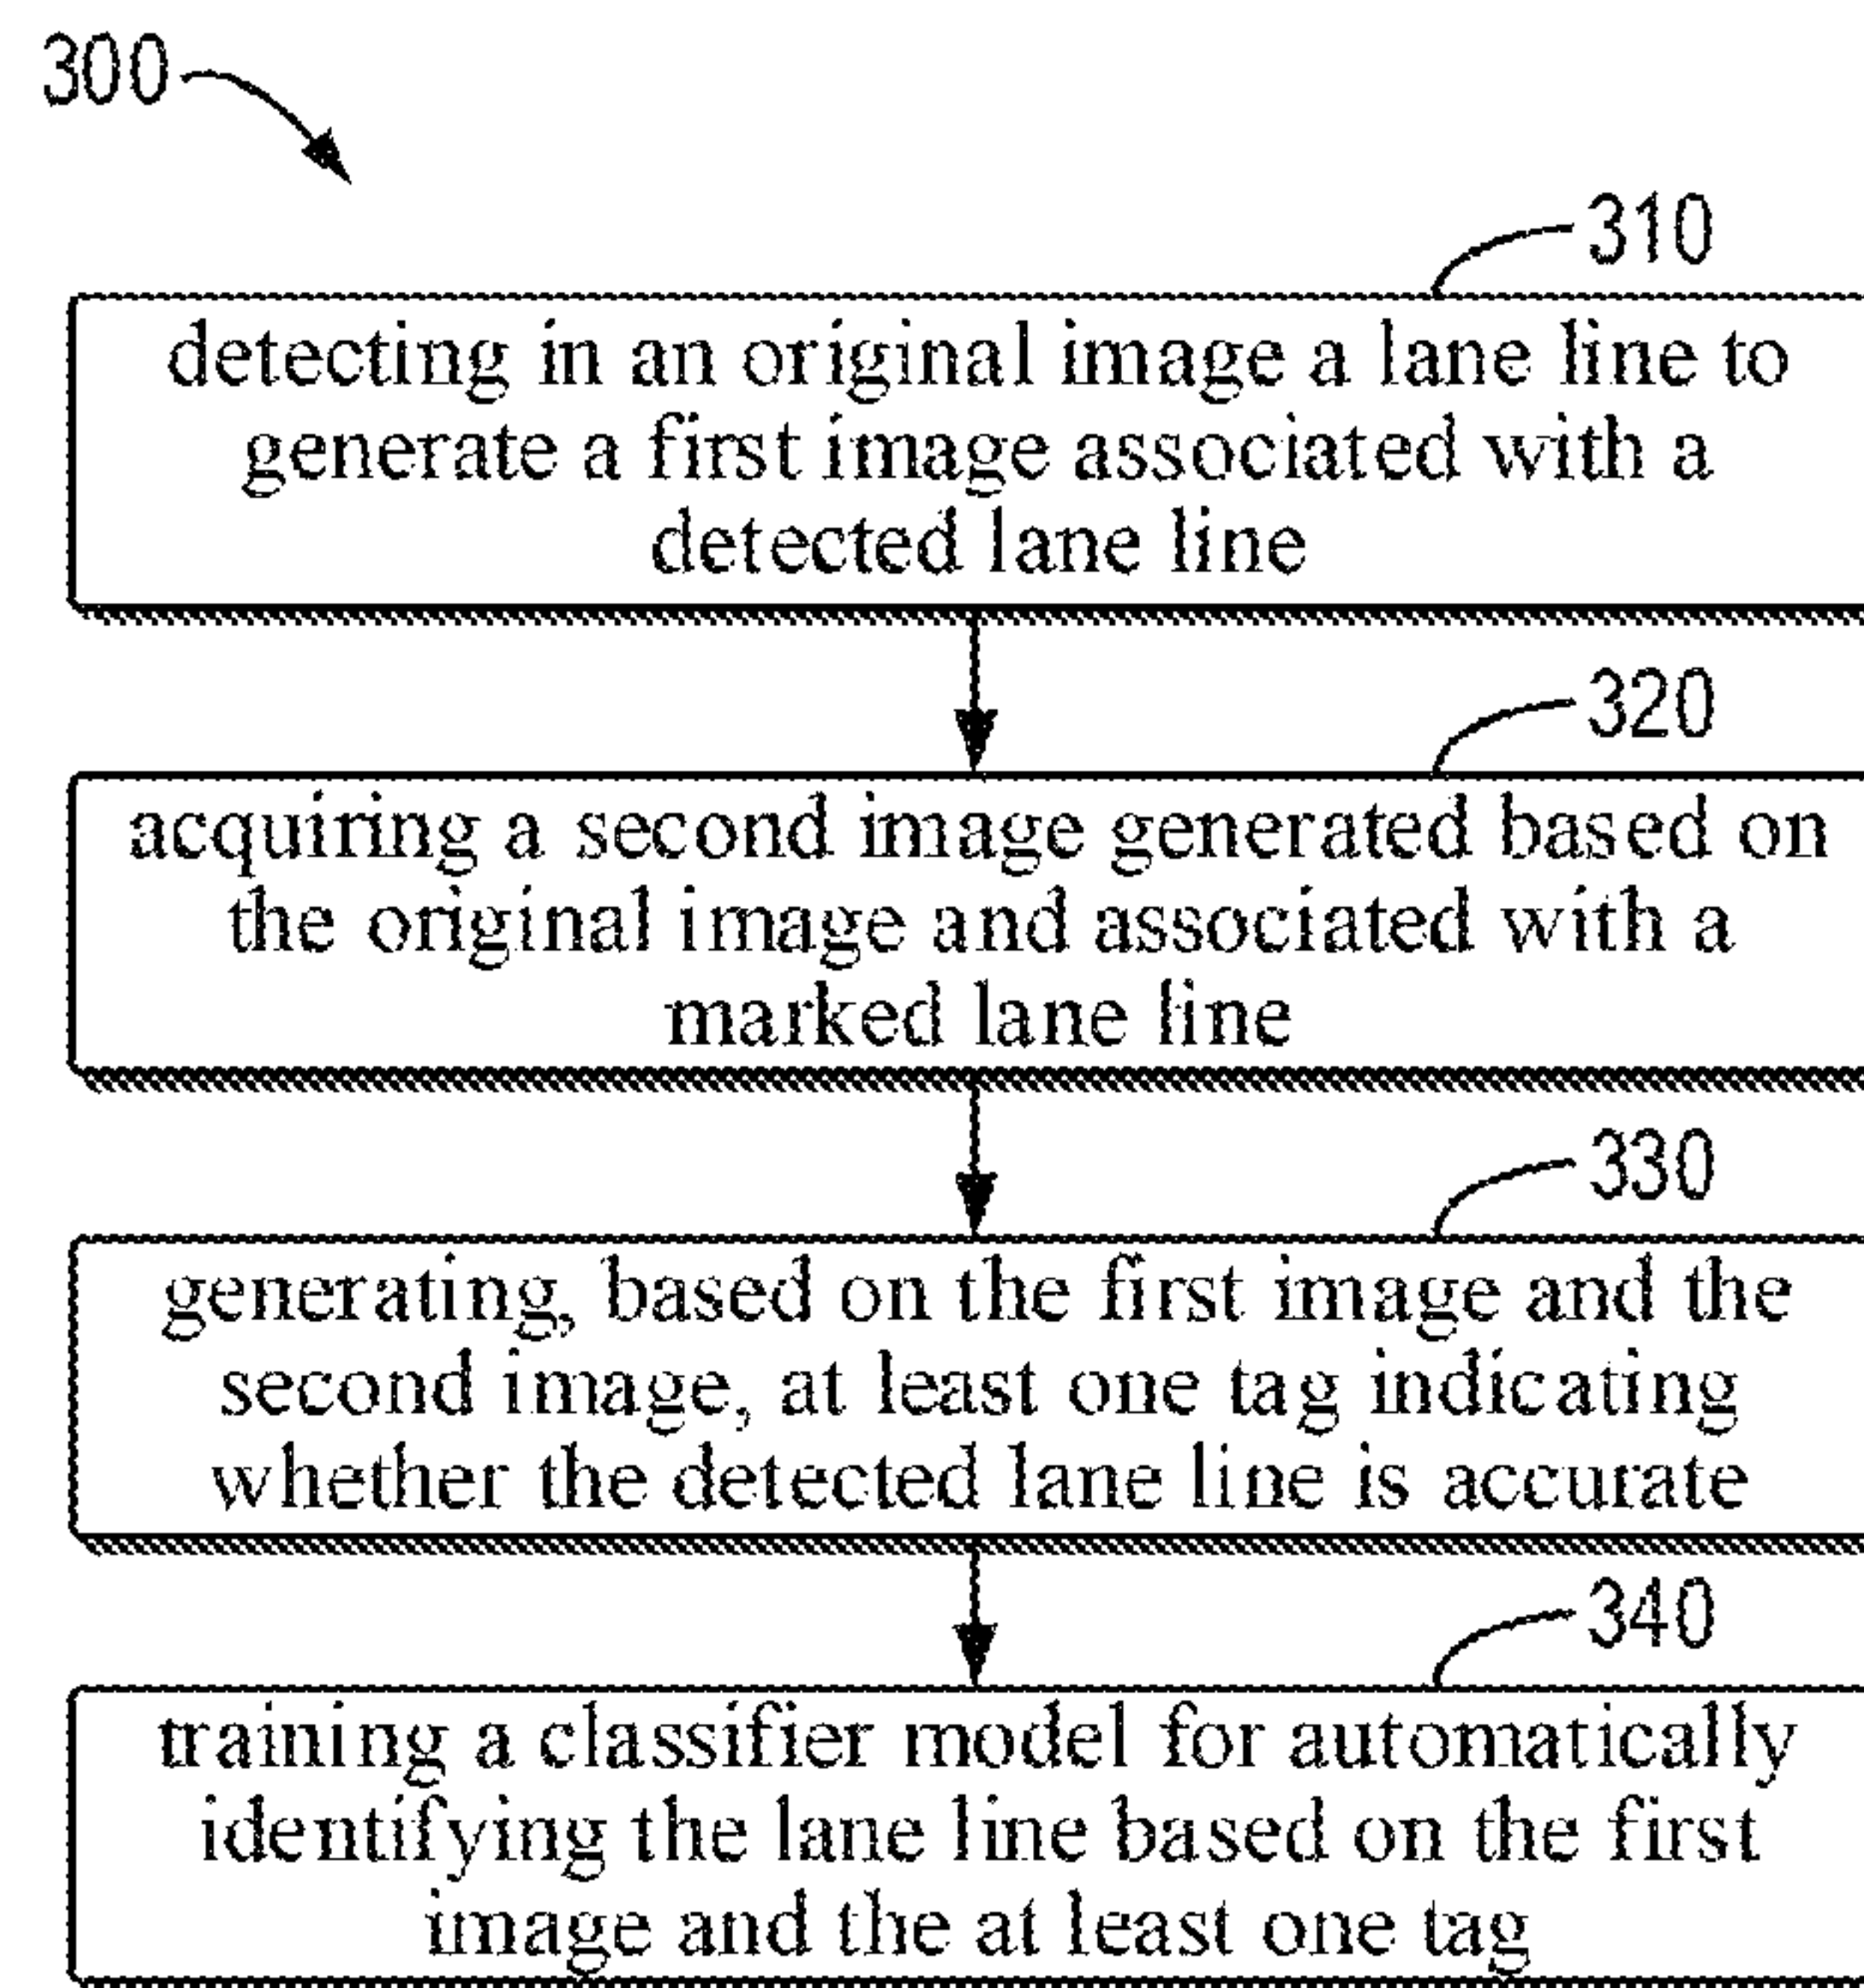 300
310
detecting in an original image a lane line to
generate a first image associated with a
detected lane line
320
acquiring a second image generated based on
the original image and associated with a
marked lane line
330
generating, based on the first image and the
second image, at least one tag indicating
whether the detected lane line is accurate
340
training a classifier model for automatically
identifying the lane line based on the first
image and the at least one tag